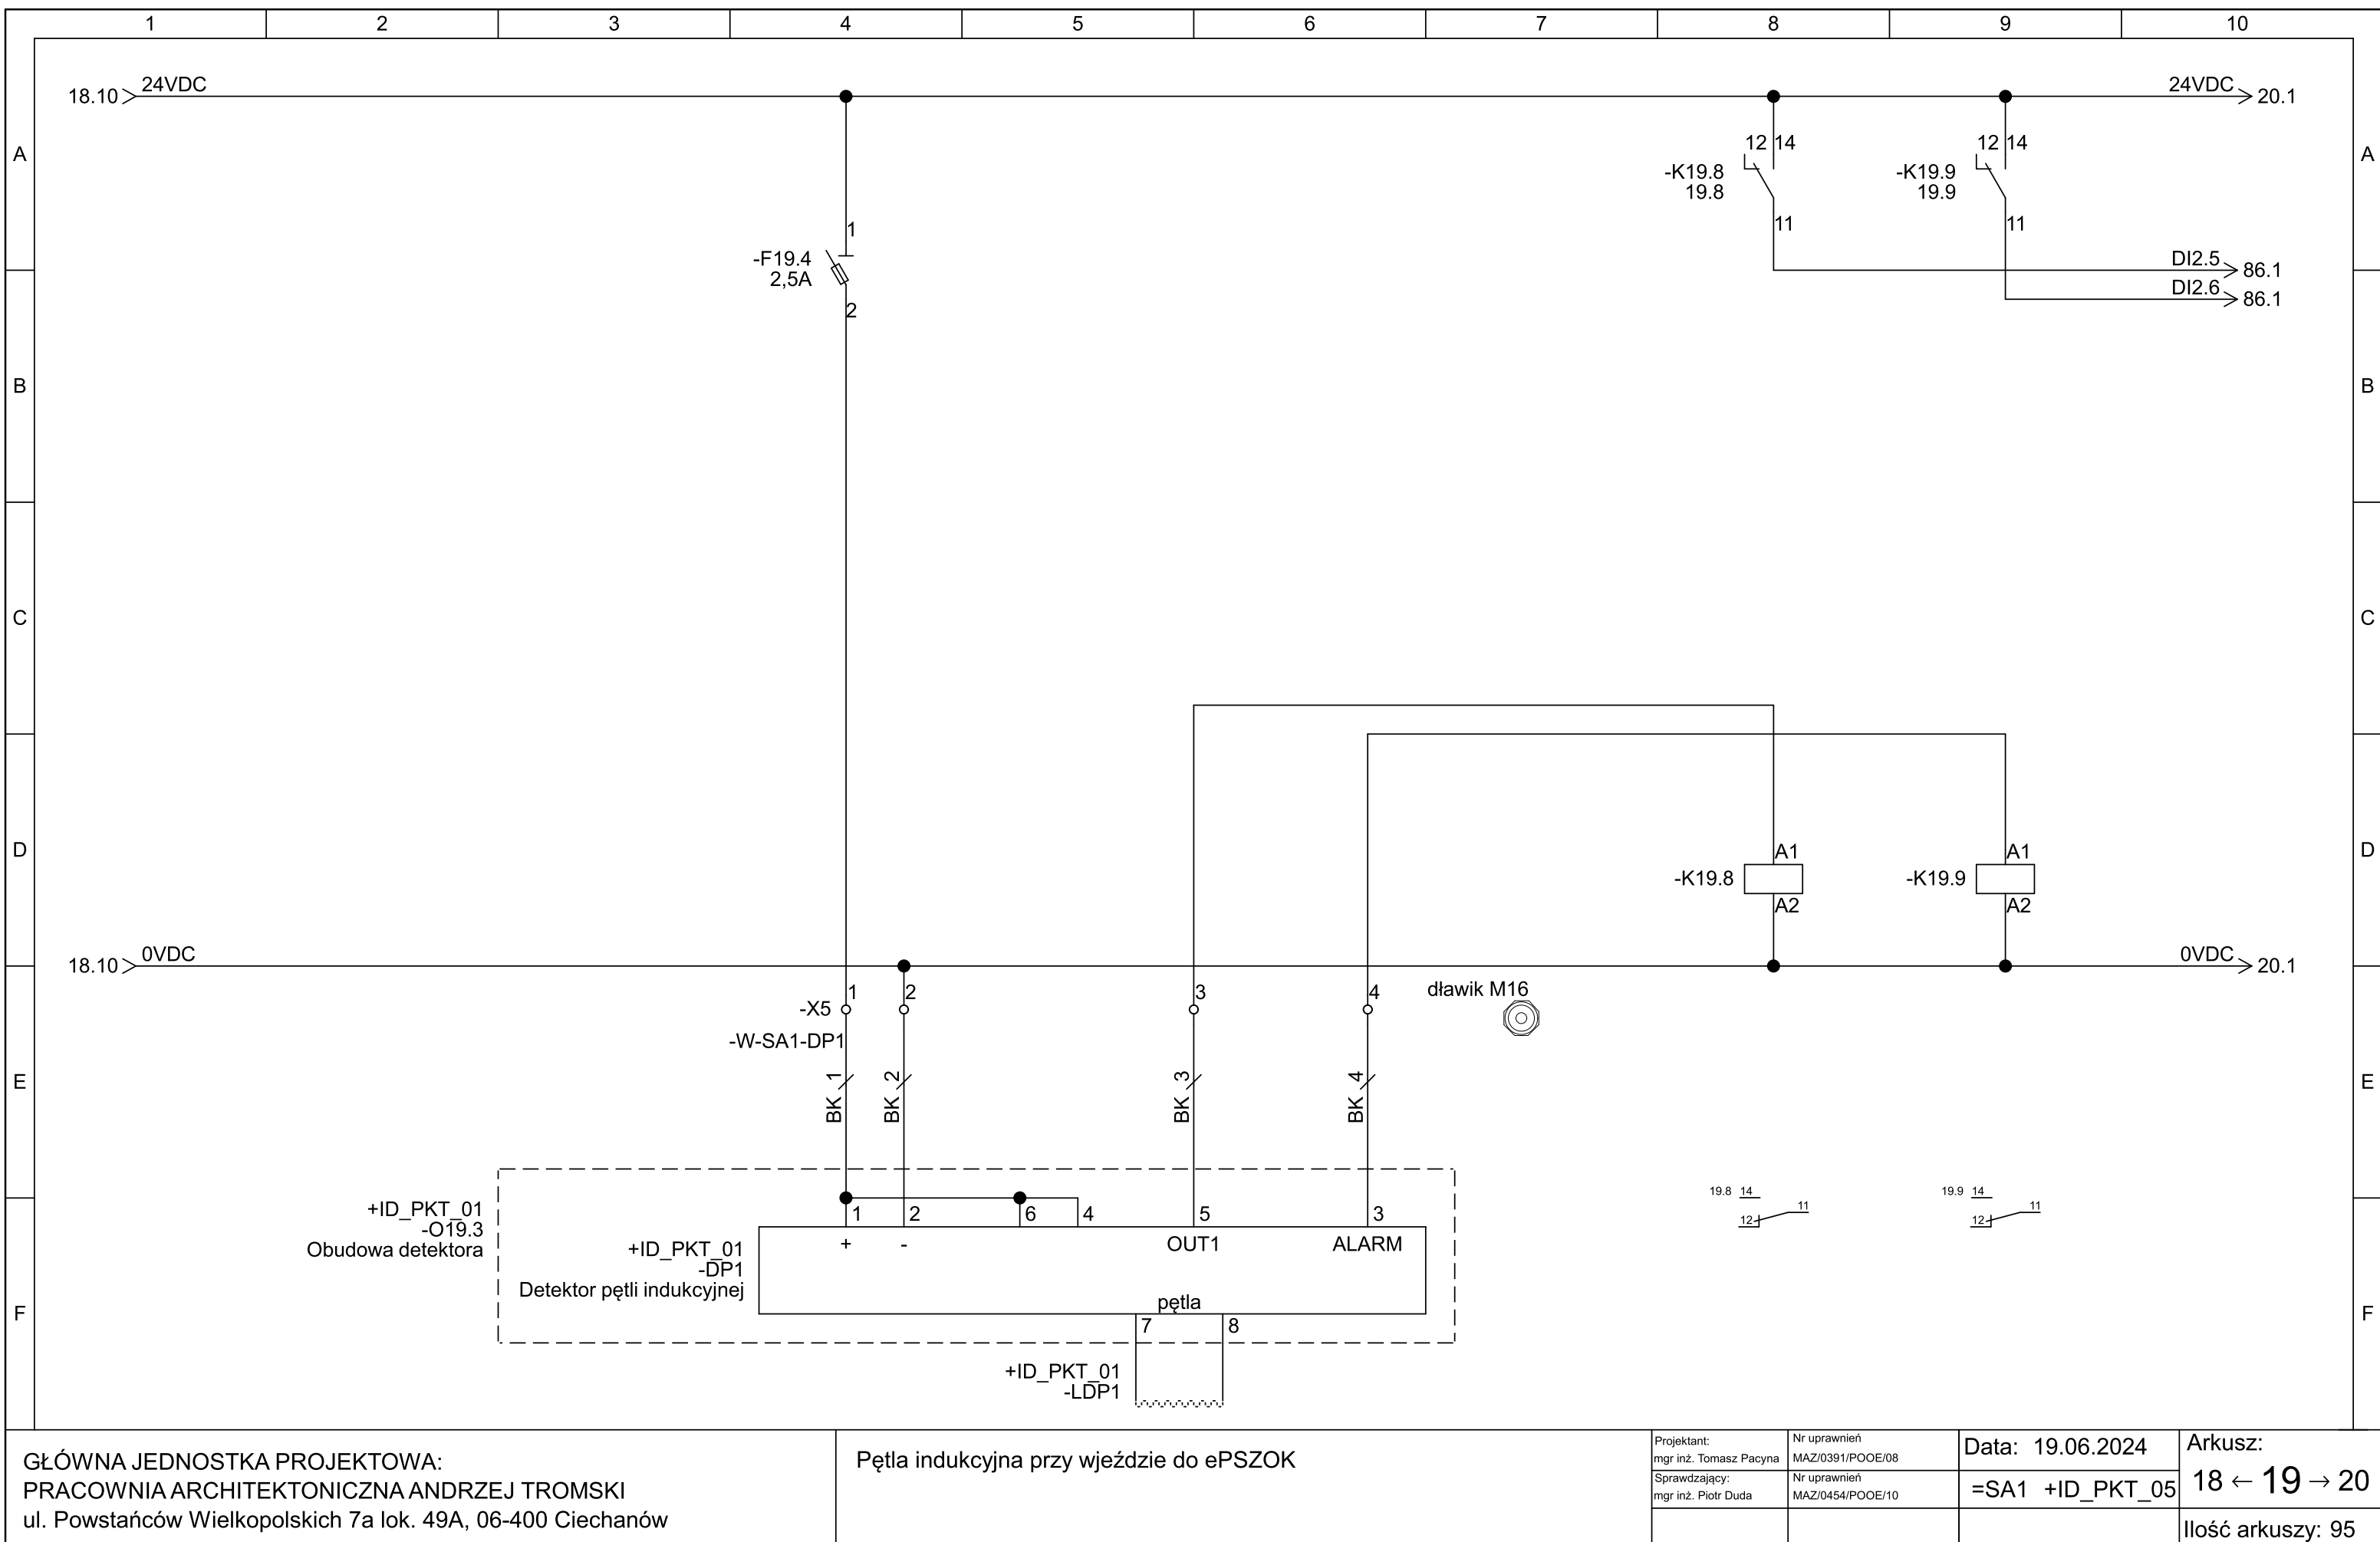 1 2 3 4 5 6 7 8 9 10
18.10 24VDC 24VDC 20.1
A A
12 14 12 14
-K19.8 -K19.9
19.8 19.9
11 11
1
-F19.4
2,5A
2
DI2.5 86.1
DI2.6 86.1
B B
C C
D D
A1 A1
-K19.8 -K19.9
A2 A2
18.10 0VDC 0VDC 20.1
1 2 3 4
-X5
dławik M16
-W-SA1-DP1
BK 1 BK 2 BK 3 BK 4
E E
19.8 14 19.9 14
11 11
12 12
+ID_PKT_01
-O19.3
Obudowa detektora
1 2 6 4 5 3
+ - OUT1 ALARM
+ID_PKT_01
-DP1
Detektor pętli indukcyjnej
pętla
F F
7 8
+ID_PKT_01
-LDP1
GŁÓWNA JEDNOSTKA PROJEKTOWA:
PRACOWNIA ARCHITEKTONICZNA ANDRZEJ TROMSKI
ul. Powstańców Wielkopolskich 7a lok. 49A, 06-400 Ciechanów
Pętla indukcyjna przy wjeździe do ePSZOK
Projektant:
mgr inż. Tomasz Pacyna
Nr uprawnień
MAZ/0391/POOE/08
Sprawdzający:
mgr inż. Piotr Duda
Nr uprawnień
MAZ/0454/POOE/10
Data: 19.06.2024
=SA1 +ID_PKT_05
Arkusz:
18 ← 19 → 20
Ilość arkuszy: 95